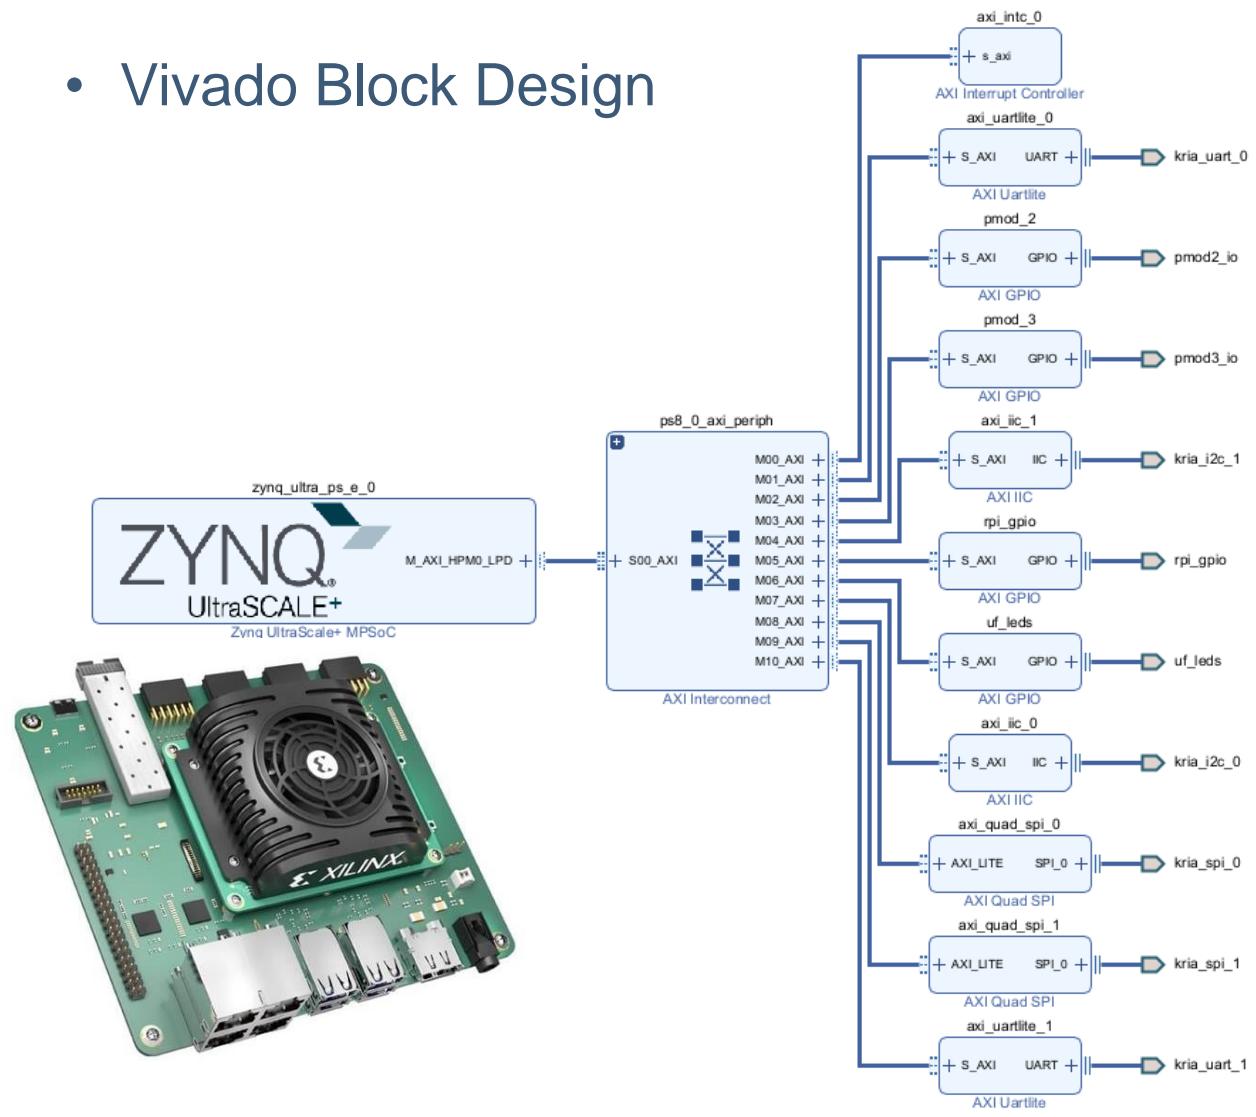 • Vivado Block Design
axi_intc_0
s_axi
AXI Interrupt Controller
axi_uartlite_0
S_AXI UART
kria_uart_0
AXI Uartlite
pmod_2
S_AXI GPIO
pmod2_io
AXI GPIO
pmod_3
S_AXI GPIO
pmod3_io
AXI GPIO
axi_iic_1
S_AXI IIC
kria_i2c_1
AXI IIC
rpi_gpio
S_AXI GPIO
rpi_gpio
AXI GPIO
uf_leds
S_AXI GPIO
uf_leds
AXI GPIO
axi_iic_0
S_AXI IIC
kria_i2c_0
AXI IIC
axi_quad_spi_0
AXI_LITE SPI_0
kria_spi_0
AXI Quad SPI
axi_quad_spi_1
AXI_LITE SPI_0
kria_spi_1
AXI Quad SPI
axi_uartlite_1
S_AXI UART
kria_uart_1
AXI Uartlite
ps8_0_axi_periph
S00_AXI
M00_AXI
M01_AXI
M02_AXI
M03_AXI
M04_AXI
M05_AXI
M06_AXI
M07_AXI
M08_AXI
M09_AXI
M10_AXI
AXI Interconnect
zynq_ultra_ps_e_0
ZYNQ
UltraSCALE+
M_AXI_HPM0_LPD
Zynq UltraScale+ MPSoC
XILINX